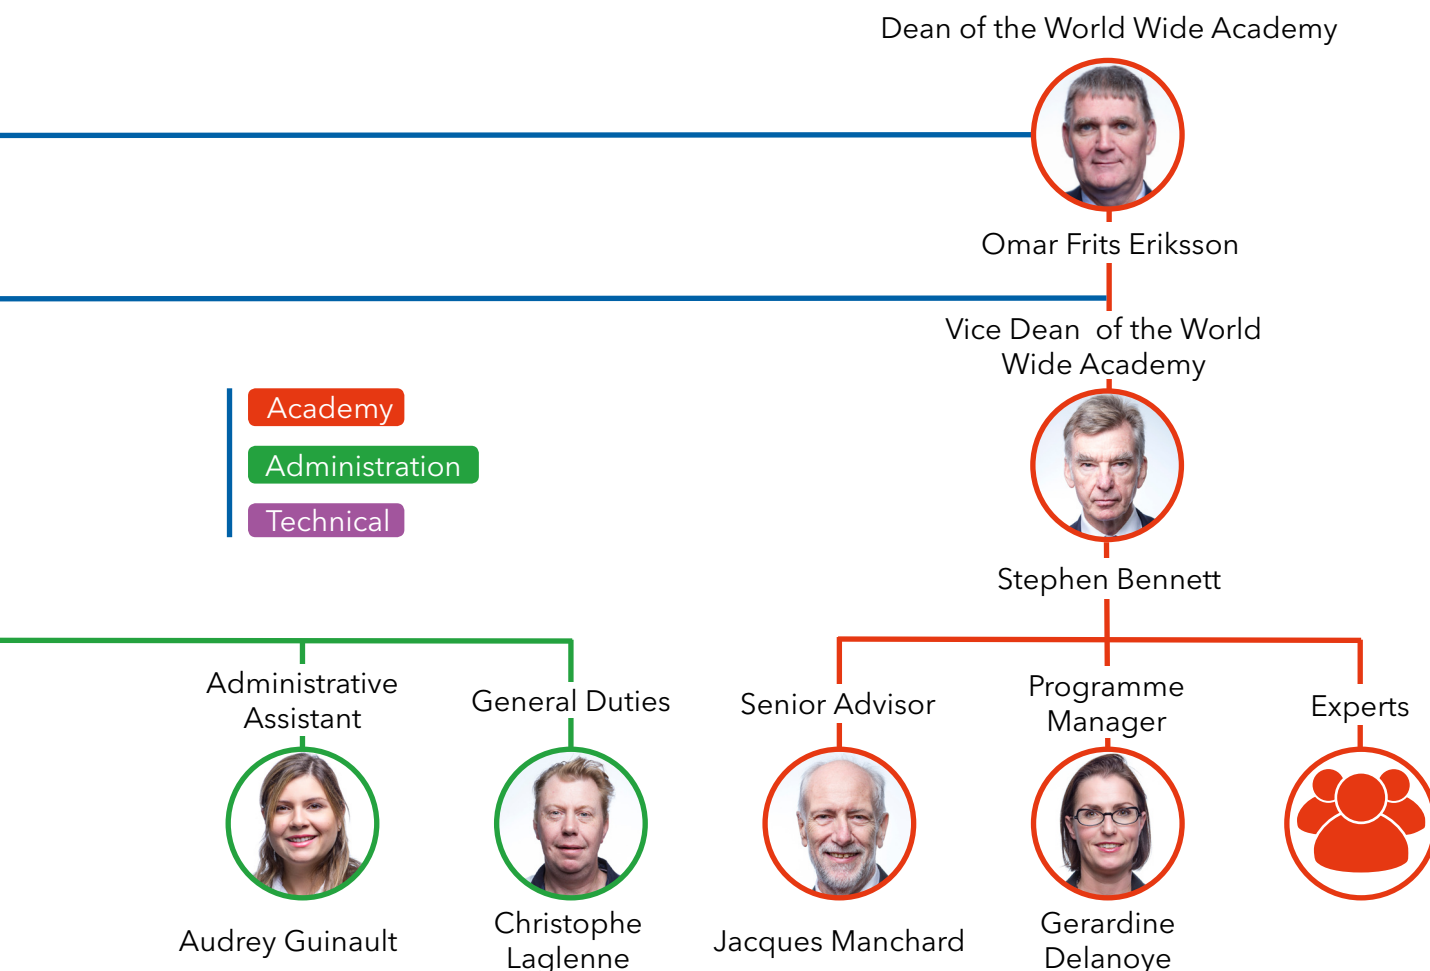 Dean of the World Wide Academy
Omar Frits Eriksson
Vice Dean of the World
Wide Academy
Academy
Administration
Technical
Stephen Bennett
Administrative
Assistant
General Duties
Senior Advisor
Programme
Manager
Experts
Audrey Guinault
Christophe
Laglenne
Jacques Manchard
Gerardine
Delanoye